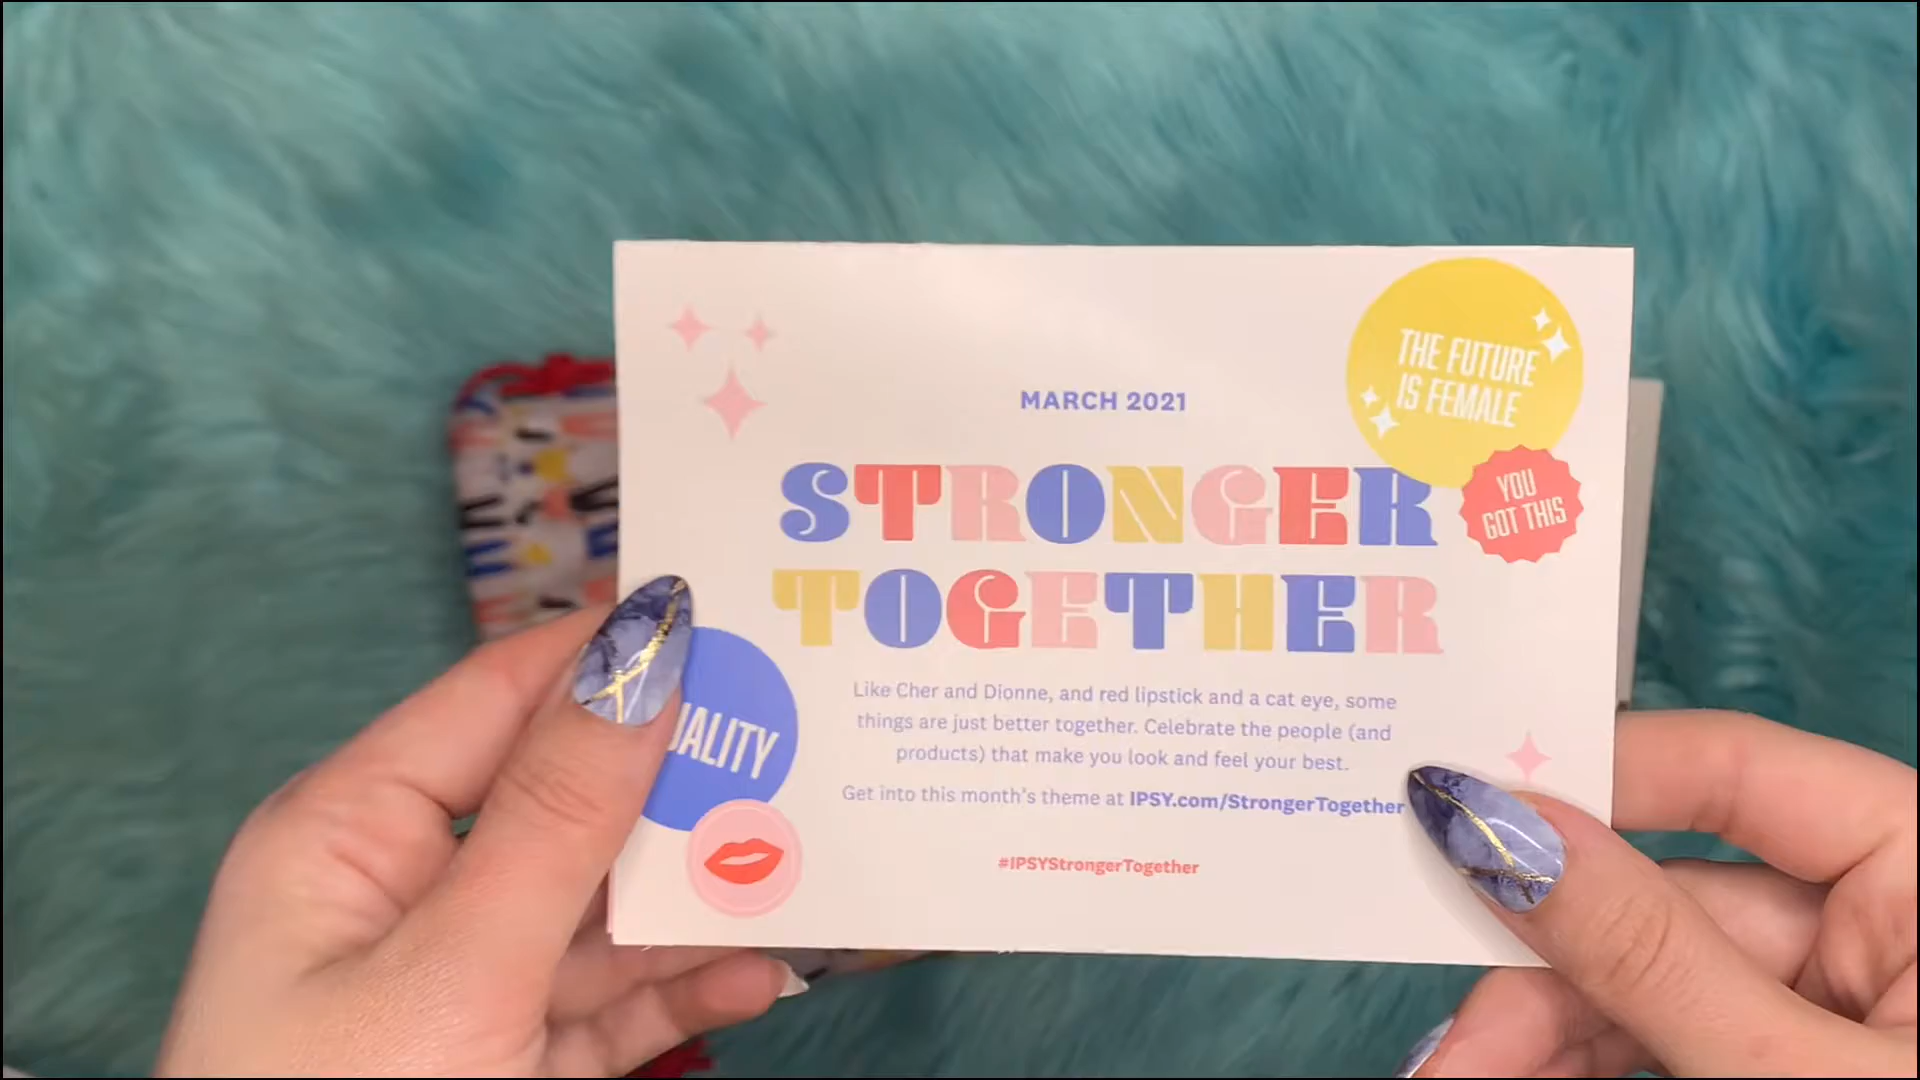 THE FUTURE
IS FEMALE
MARCH 2021
STRONGER
YOU
GOT THIS
TOGETHER
Like Cher and Dionne, and red lipstick and a cat eye, some
things are just better together. Celebrate the people (and
products) that make you look and feel your best.
Get into this month's theme at IPSY.com/StrongerTogether
#IPSYStrongerTogether